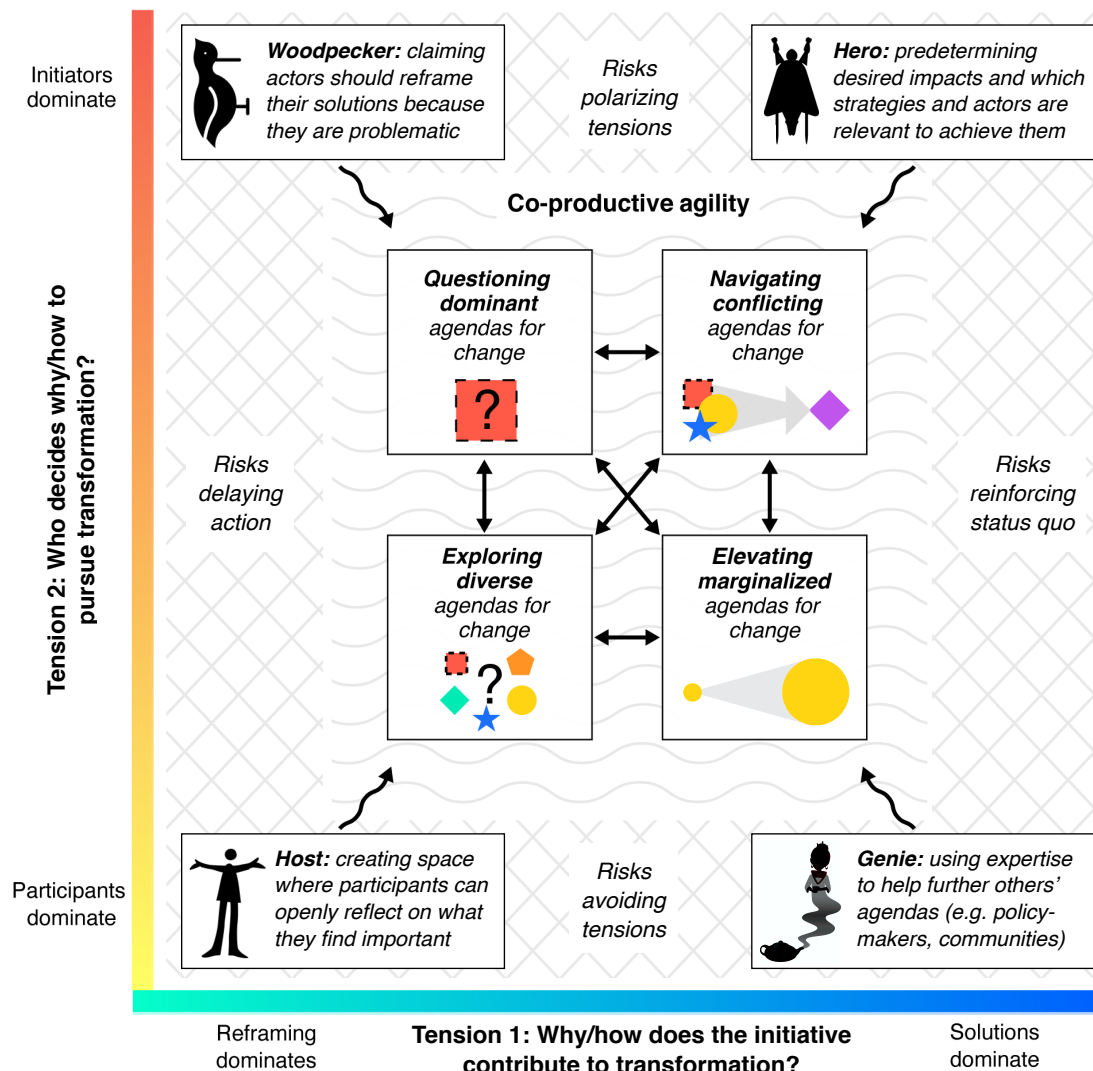 Initiators
dominate
Woodpecker: claiming
actors should reframe
their solutions because
they are problematic
Risks
polarizing
tensions
Hero: predetermining
desired impacts and which
strategies and actors are
relevant to achieve them
Co-productive agility
Questioning
dominant
agendas for
change
?
Navigating
conflicting
agendas for
change
Tension 2: Who decides why/how to
pursue transformation?
Risks
delaying
action
Risks
reinforcing
status quo
Exploring
diverse
agendas for
change
?
Elevating
marginalized
agendas for
change
Participants
dominate
Host: creating space
where participants can
openly reflect on what
they find important
Risks
avoiding
tensions
Genie: using expertise
to help further others’
agendas (e.g. policy-
makers, communities)
Reframing
dominates
Tension 1: Why/how does the initiative
contribute to transformation?
Solutions
dominate